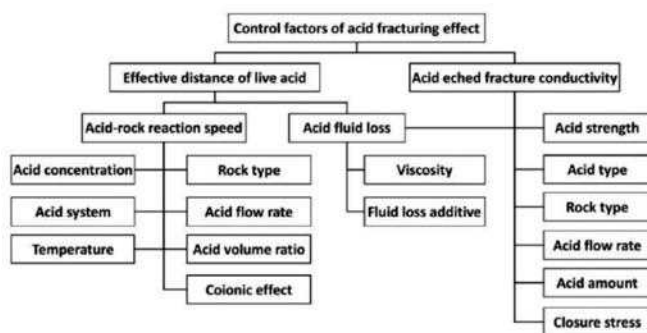 Control factors of acid fracturing effect
Effective distance of live acid
Acid eched fracture conductivity
Acid-rock reaction speed
Acid fluid loss
Acid strength
Acid concentration
Rock type
Viscosity
Acid type
Acid system
Acid flow rate
Fluid loss additive
Rock type
Temperature
Acid volume ratio
Acid flow rate
Coionic effect
Acid amount
Closure stress